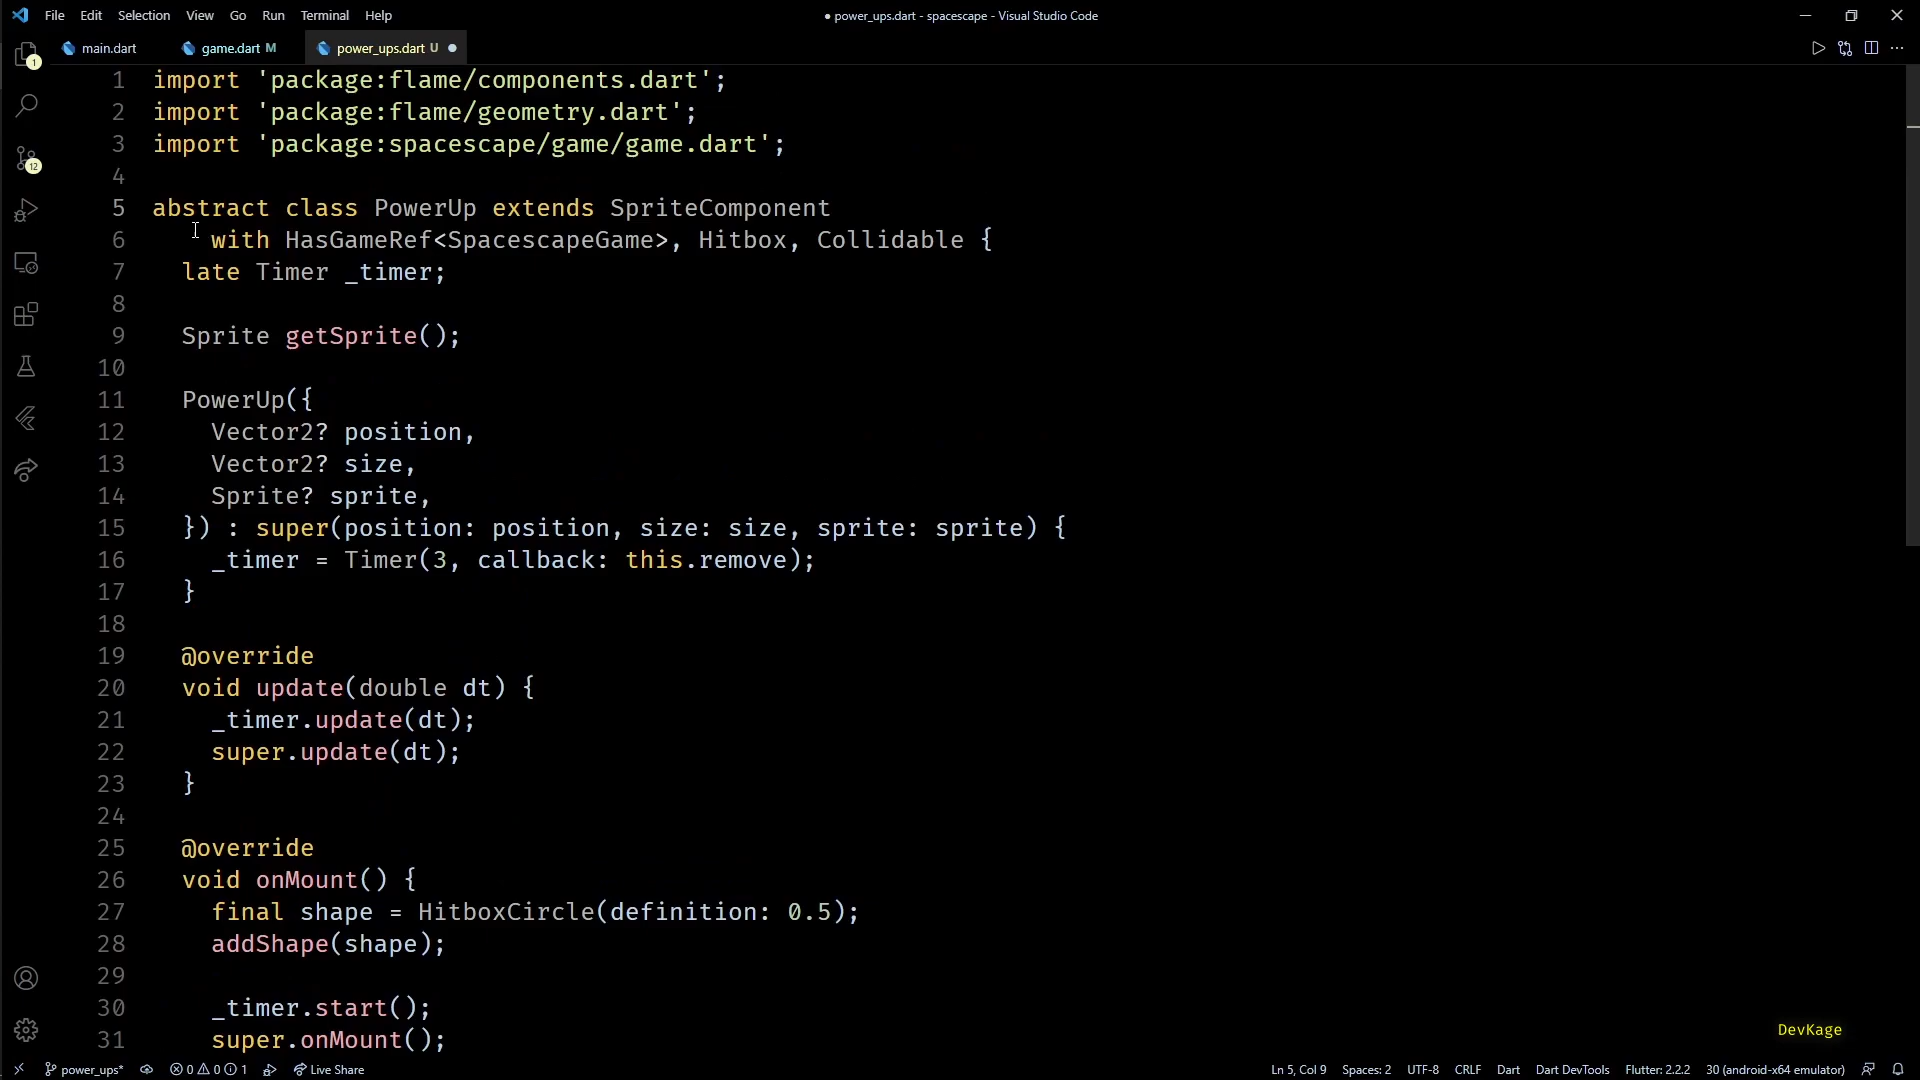 File Edit Selection View Go Run Terminal Help
● power_ups.dart - spacescape - Visual Studio Code
main.dart game.dart M power_ups.dart U
1 import 'package:flame/components.dart';
2 import 'package:flame/geometry.dart';
3 import 'package:spacescape/game/game.dart';
4
5 abstract class PowerUp extends SpriteComponent
6 with HasGameRef<SpacescapeGame>, Hitbox, Collidable {
7 late Timer _timer;
8
9 Sprite getSprite();
10
11 PowerUp({
12 Vector2? position,
13 Vector2? size,
14 Sprite? sprite,
15 }) : super(position: position, size: size, sprite: sprite) {
16 _timer = Timer(3, callback: this.remove);
17 }
18
19 @override
20 void update(double dt) {
21 _timer.update(dt);
22 super.update(dt);
23 }
24
25 @override
26 void onMount() {
27 final shape = HitboxCircle(definition: 0.5);
28 addShape(shape);
29
30 _timer.start();
31 super.onMount();
1
12
DevKage
power_ups* 0 0 1 Live Share
Ln 5, Col 9 Spaces: 2 UTF-8 CRLF Dart Dart DevTools Flutter: 2.2.2 30 (android-x64 emulator)